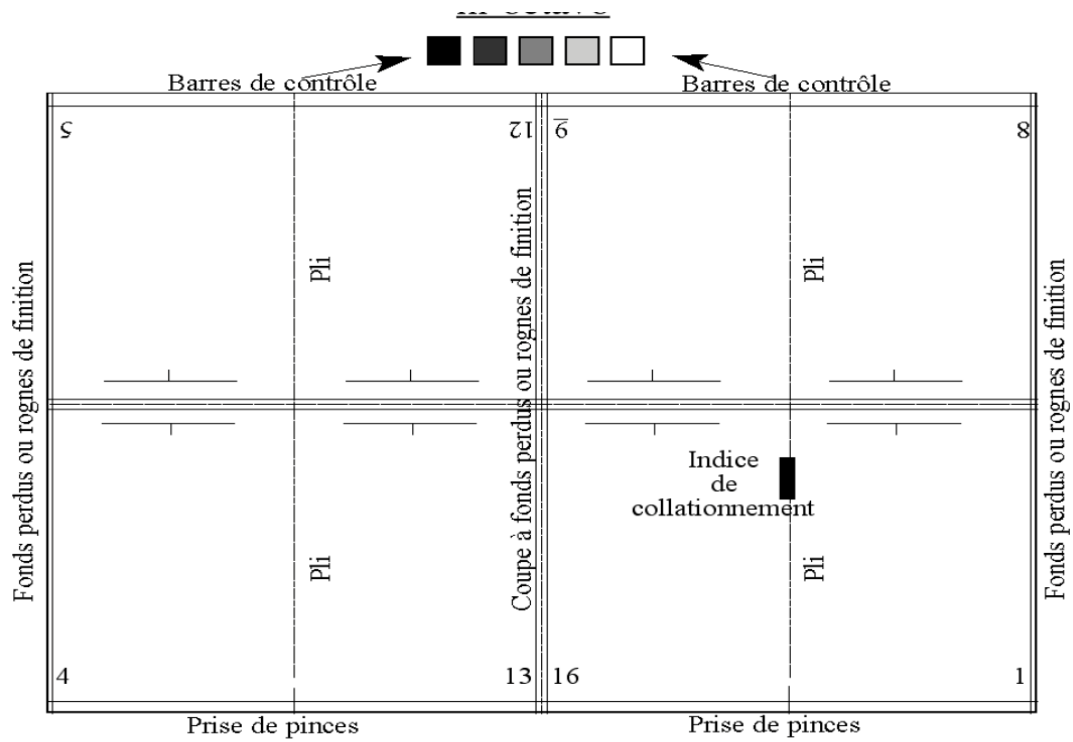 in-octavo
Barres de contrôle
Barres de contrôle
5
12
9
8
Fonds perdus ou rognes de finition
Pli
Coupe à fonds perdus ou rognes de finition
Pli
Fonds perdus ou rognes de finition
Indice
de
collationnement
Pli
Pli
4
13
16
1
Prise de pinces
Prise de pinces